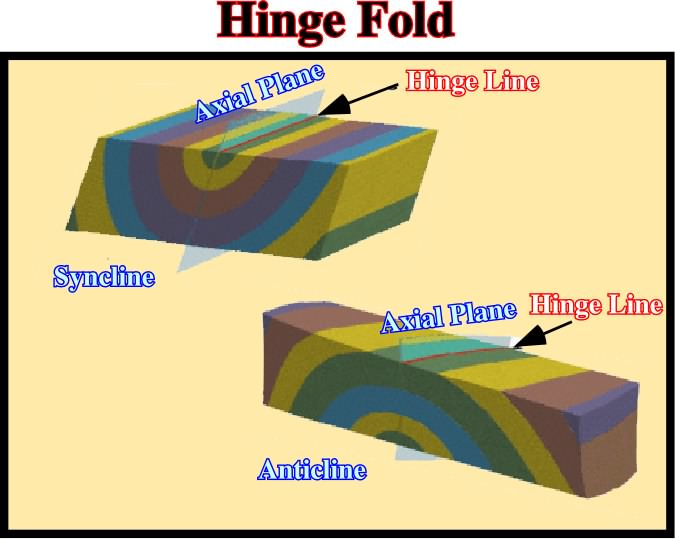 Hinge Fold
Axial Plane
Hinge Line
Syncline
Axial Plane
Hinge Line
Anticline